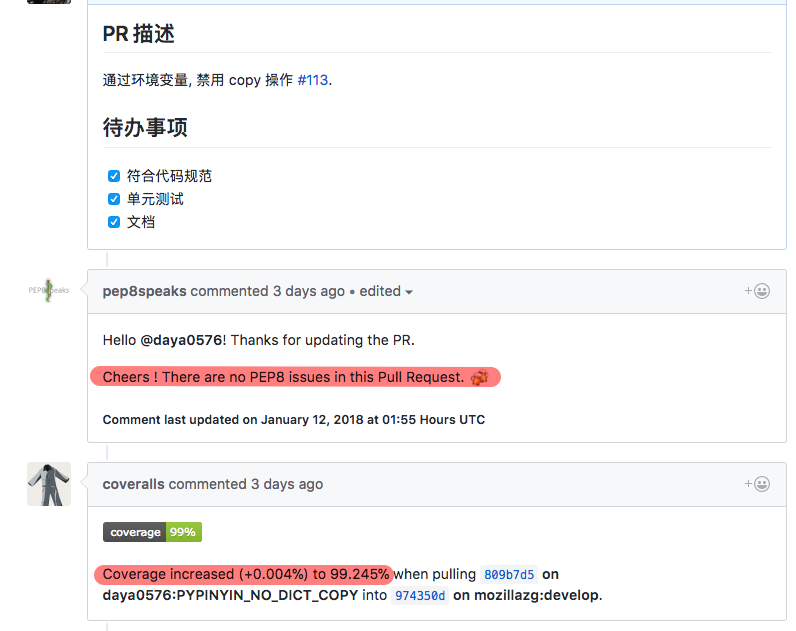 PR 描述
通过环境变量, 禁用 copy 操作 #113.
待办事项
符合代码规范
单元测试
文档
PEP8speaks
pep8speaks commented 3 days ago • edited
Hello @daya0576! Thanks for updating the PR.
Cheers ! There are no PEP8 issues in this Pull Request.
Comment last updated on January 12, 2018 at 01:55 Hours UTC
coveralls commented 3 days ago
coverage 99%
Coverage increased (+0.004%) to 99.245% when pulling 809b7d5 on
daya0576:PYPINYIN_NO_DICT_COPY into 974350d on mozillazg:develop.